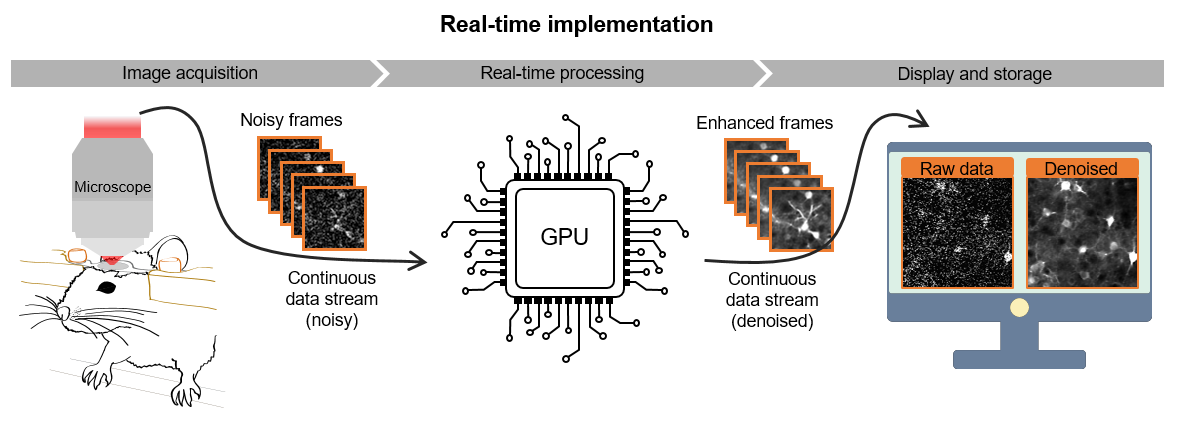 Real-time implementation
Image acquisition
Real-time processing
Display and storage
Microscope
Noisy frames
Continuous
data stream
(noisy)
GPU
Enhanced frames
Continuous
data stream
(denoised)
Raw data
Denoised